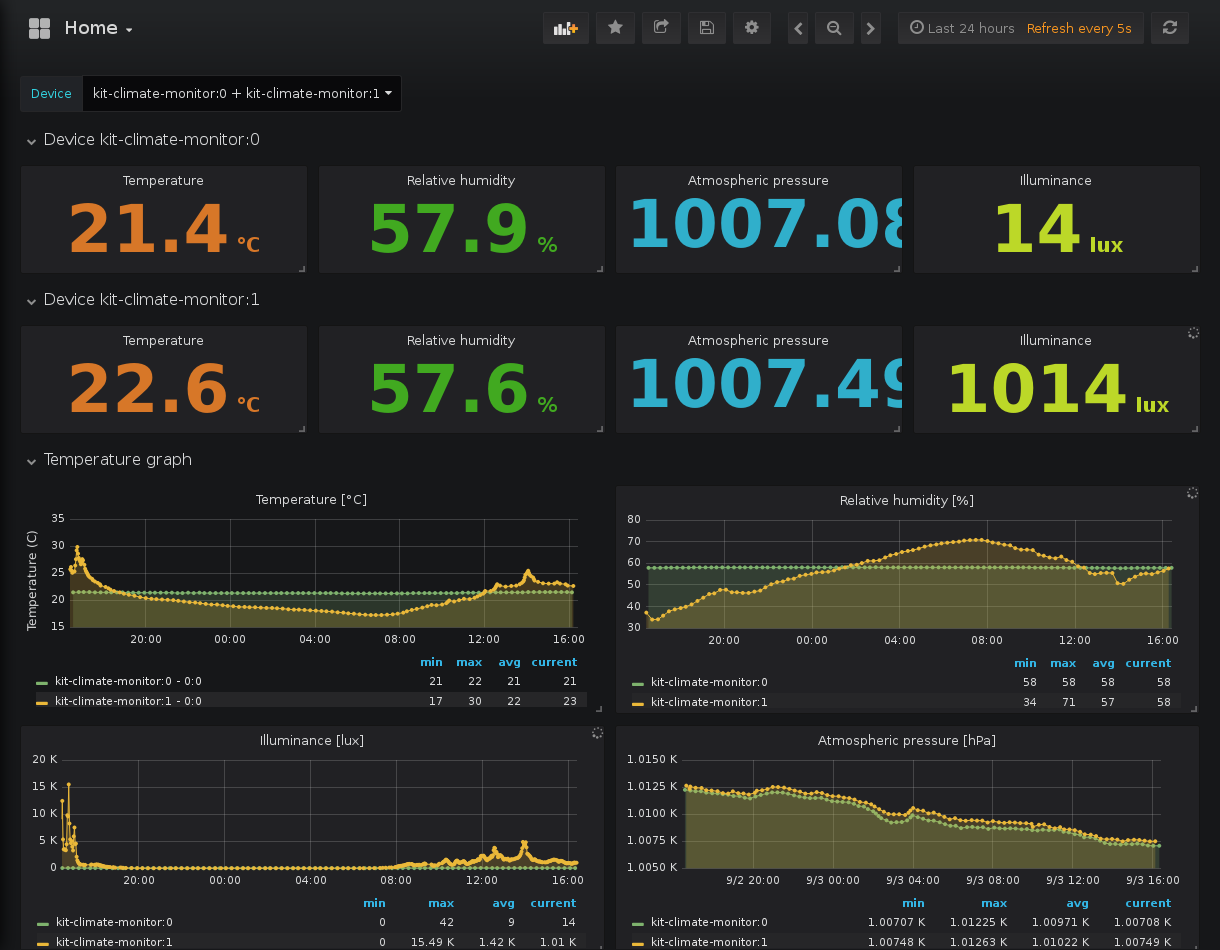 Home
Last 24 hours Refresh every 5s
Device kit-climate-monitor:0 + kit-climate-monitor:1
Device kit-climate-monitor:0
Temperature Relative humidity Atmospheric pressure Illuminance
21.4 °C 57.9 % 1007.08 14 lux
Device kit-climate-monitor:1
Temperature Relative humidity Atmospheric pressure Illuminance
22.6 °C 57.6 % 1007.49 1014 lux
Temperature graph
Temperature [°C]
Temperature (C)
35
30
25
20
15
20:00 00:00 04:00 08:00 12:00 16:00
min max avg current
kit-climate-monitor:0 - 0:0 21 22 21 21
kit-climate-monitor:1 - 0:0 17 30 22 23
Relative humidity [%]
80
70
60
50
40
30
20:00 00:00 04:00 08:00 12:00 16:00
min max avg current
kit-climate-monitor:0 58 58 58 58
kit-climate-monitor:1 34 71 57 58
Illuminance [lux]
20 K
15 K
10 K
5 K
0
20:00 00:00 04:00 08:00 12:00 16:00
min max avg current
kit-climate-monitor:0 0 42 9 14
kit-climate-monitor:1 0 15.49 K 1.42 K 1.01 K
Atmospheric pressure [hPa]
1.0150 K
1.0125 K
1.0100 K
1.0075 K
1.0050 K
9/2 20:00 9/3 00:00 9/3 04:00 9/3 08:00 9/3 12:00 9/3 16:00
min max avg current
kit-climate-monitor:0 1.00707 K 1.01225 K 1.00971 K 1.00708 K
kit-climate-monitor:1 1.00748 K 1.01263 K 1.01022 K 1.00749 K